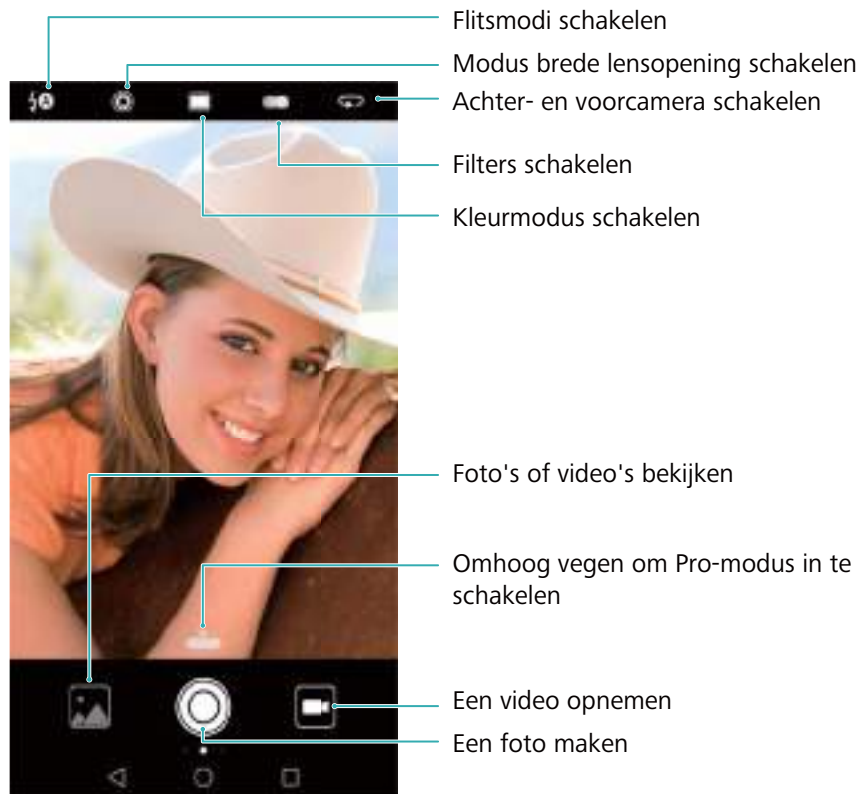 Flitsmodi schakelen
Modus brede lensopening schakelen
Achter- en voorcamera schakelen
Filters schakelen
Kleurmodus schakelen
Foto's of video's bekijken
Omhoog vegen om Pro-modus in te
schakelen
Een video opnemen
Een foto maken